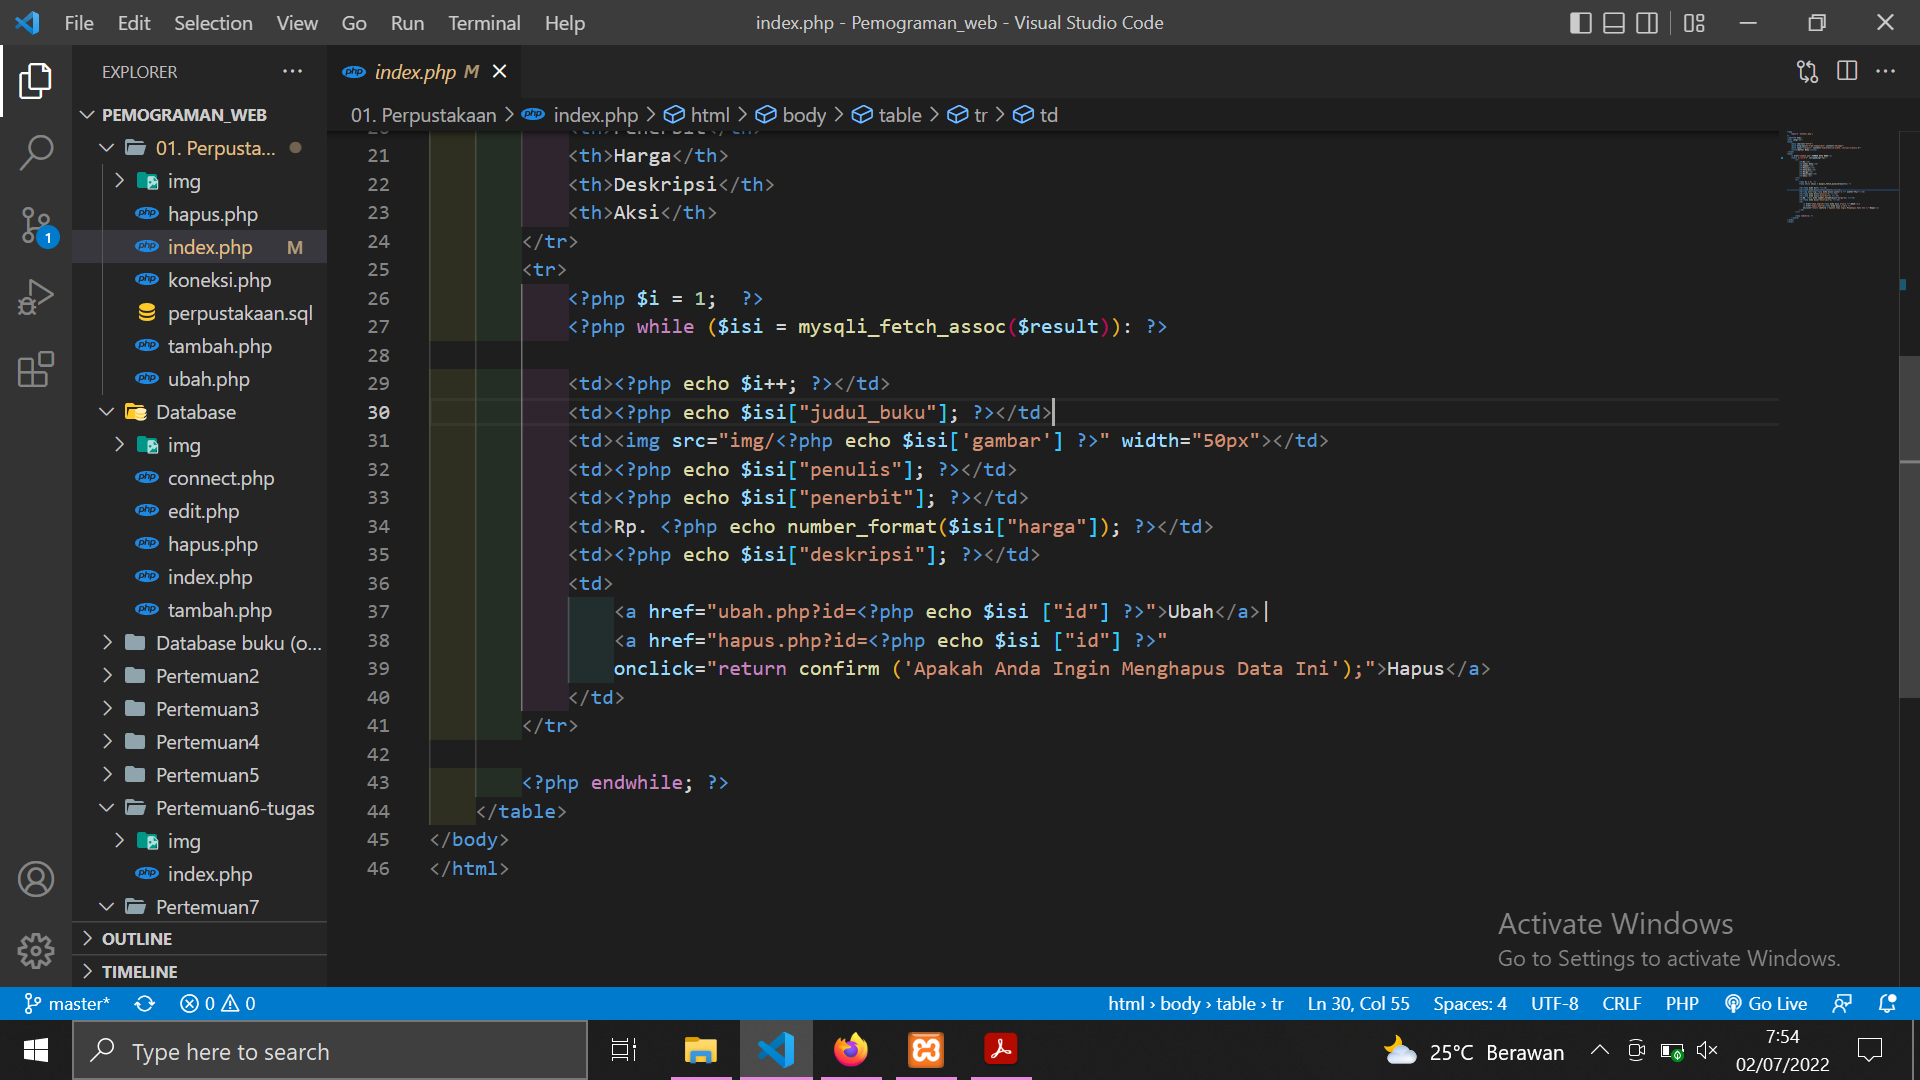 File Edit Selection View Go Run Terminal Help
index.php - Pemograman_web - Visual Studio Code
EXPLORER
PEMOGRAMAN_WEB
01. Perpusta...
img
hapus.php
index.php M
koneksi.php
perpustakaan.sql
tambah.php
ubah.php
Database
img
connect.php
edit.php
hapus.php
index.php
tambah.php
Database buku (o...
Pertemuan2
Pertemuan3
Pertemuan4
Pertemuan5
Pertemuan6-tugas
img
index.php
Pertemuan7
OUTLINE
TIMELINE
1
php index.php M
01. Perpustakaan > index.php > html > body > table > tr > td
20 <th>Penerbit</th>
21 <th>Harga</th>
22 <th>Deskripsi</th>
23 <th>Aksi</th>
24 </tr>
25 <tr>
26 <?php $i = 1;  ?>
27 <?php while ($isi = mysqli_fetch_assoc($result)): ?>
28
29 <td><?php echo $i++; ?></td>
30 <td><?php echo $isi["judul_buku"]; ?></td>
31 <td><img src="img/<?php echo $isi['gambar'] ?>" width="50px"></td>
32 <td><?php echo $isi["penulis"]; ?></td>
33 <td><?php echo $isi["penerbit"]; ?></td>
34 <td>Rp. <?php echo number_format($isi["harga"]); ?></td>
35 <td><?php echo $isi["deskripsi"]; ?></td>
36 <td>
37 <a href="ubah.php?id=<?php echo $isi ["id"] ?>">Ubah</a>|
38 <a href="hapus.php?id=<?php echo $isi ["id"] ?>"
39 onclick="return confirm ('Apakah Anda Ingin Menghapus Data Ini');">Hapus</a>
40 </td>
41 </tr>
42
43 <?php endwhile; ?>
44 </table>
45 </body>
46 </html>
Activate Windows
Go to Settings to activate Windows.
master* 0 0 html › body › table › tr Ln 30, Col 55 Spaces: 4 UTF-8 CRLF PHP Go Live
Type here to search
25°C Berawan
7:54
02/07/2022